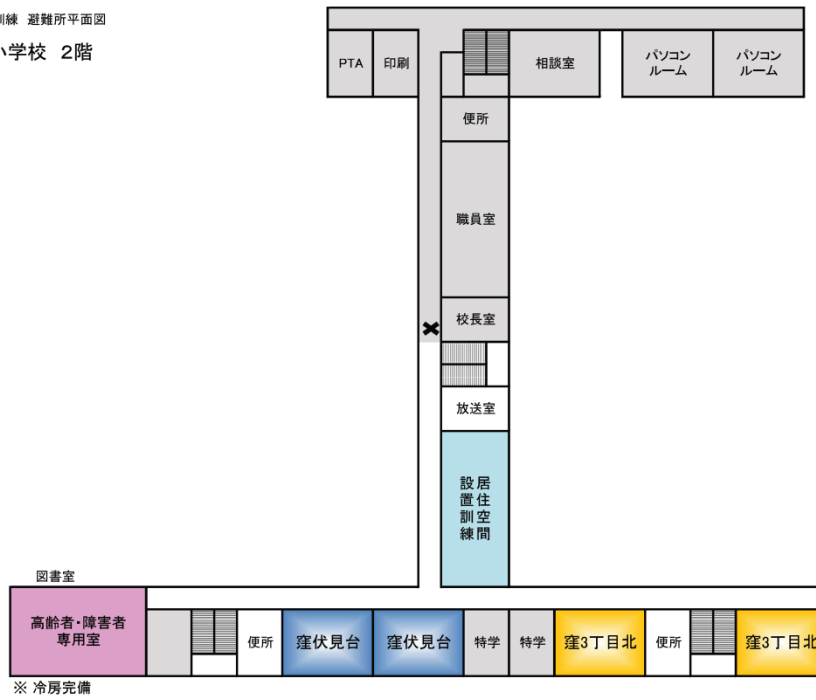 訓練 避難所平面図
小学校 2階
PTA
印刷
相談室
パソコン
ルーム
パソコン
ルーム
便所
職員室
校長室
放送室
居住空間
設置訓練
図書室
高齢者・障害者
専用室
便所
窪伏見台
窪伏見台
特学
特学
窪3丁目北
便所
窪3丁目北
※ 冷房完備